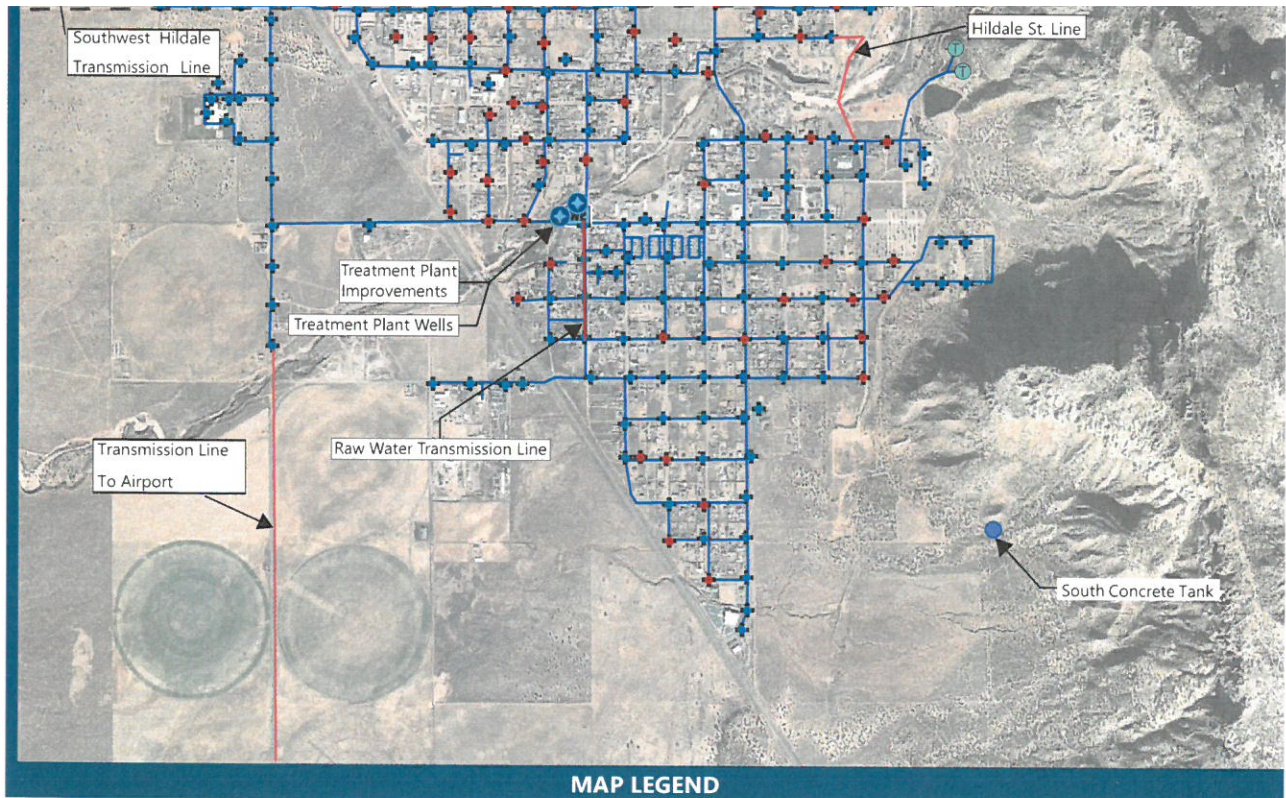 Southwest Hildale
Transmission Line
Hildale St. Line
T
T
Treatment Plant
Improvements
Treatment Plant Wells
Raw Water Transmission Line
Transmission Line
To Airport
South Concrete Tank
MAP LEGEND